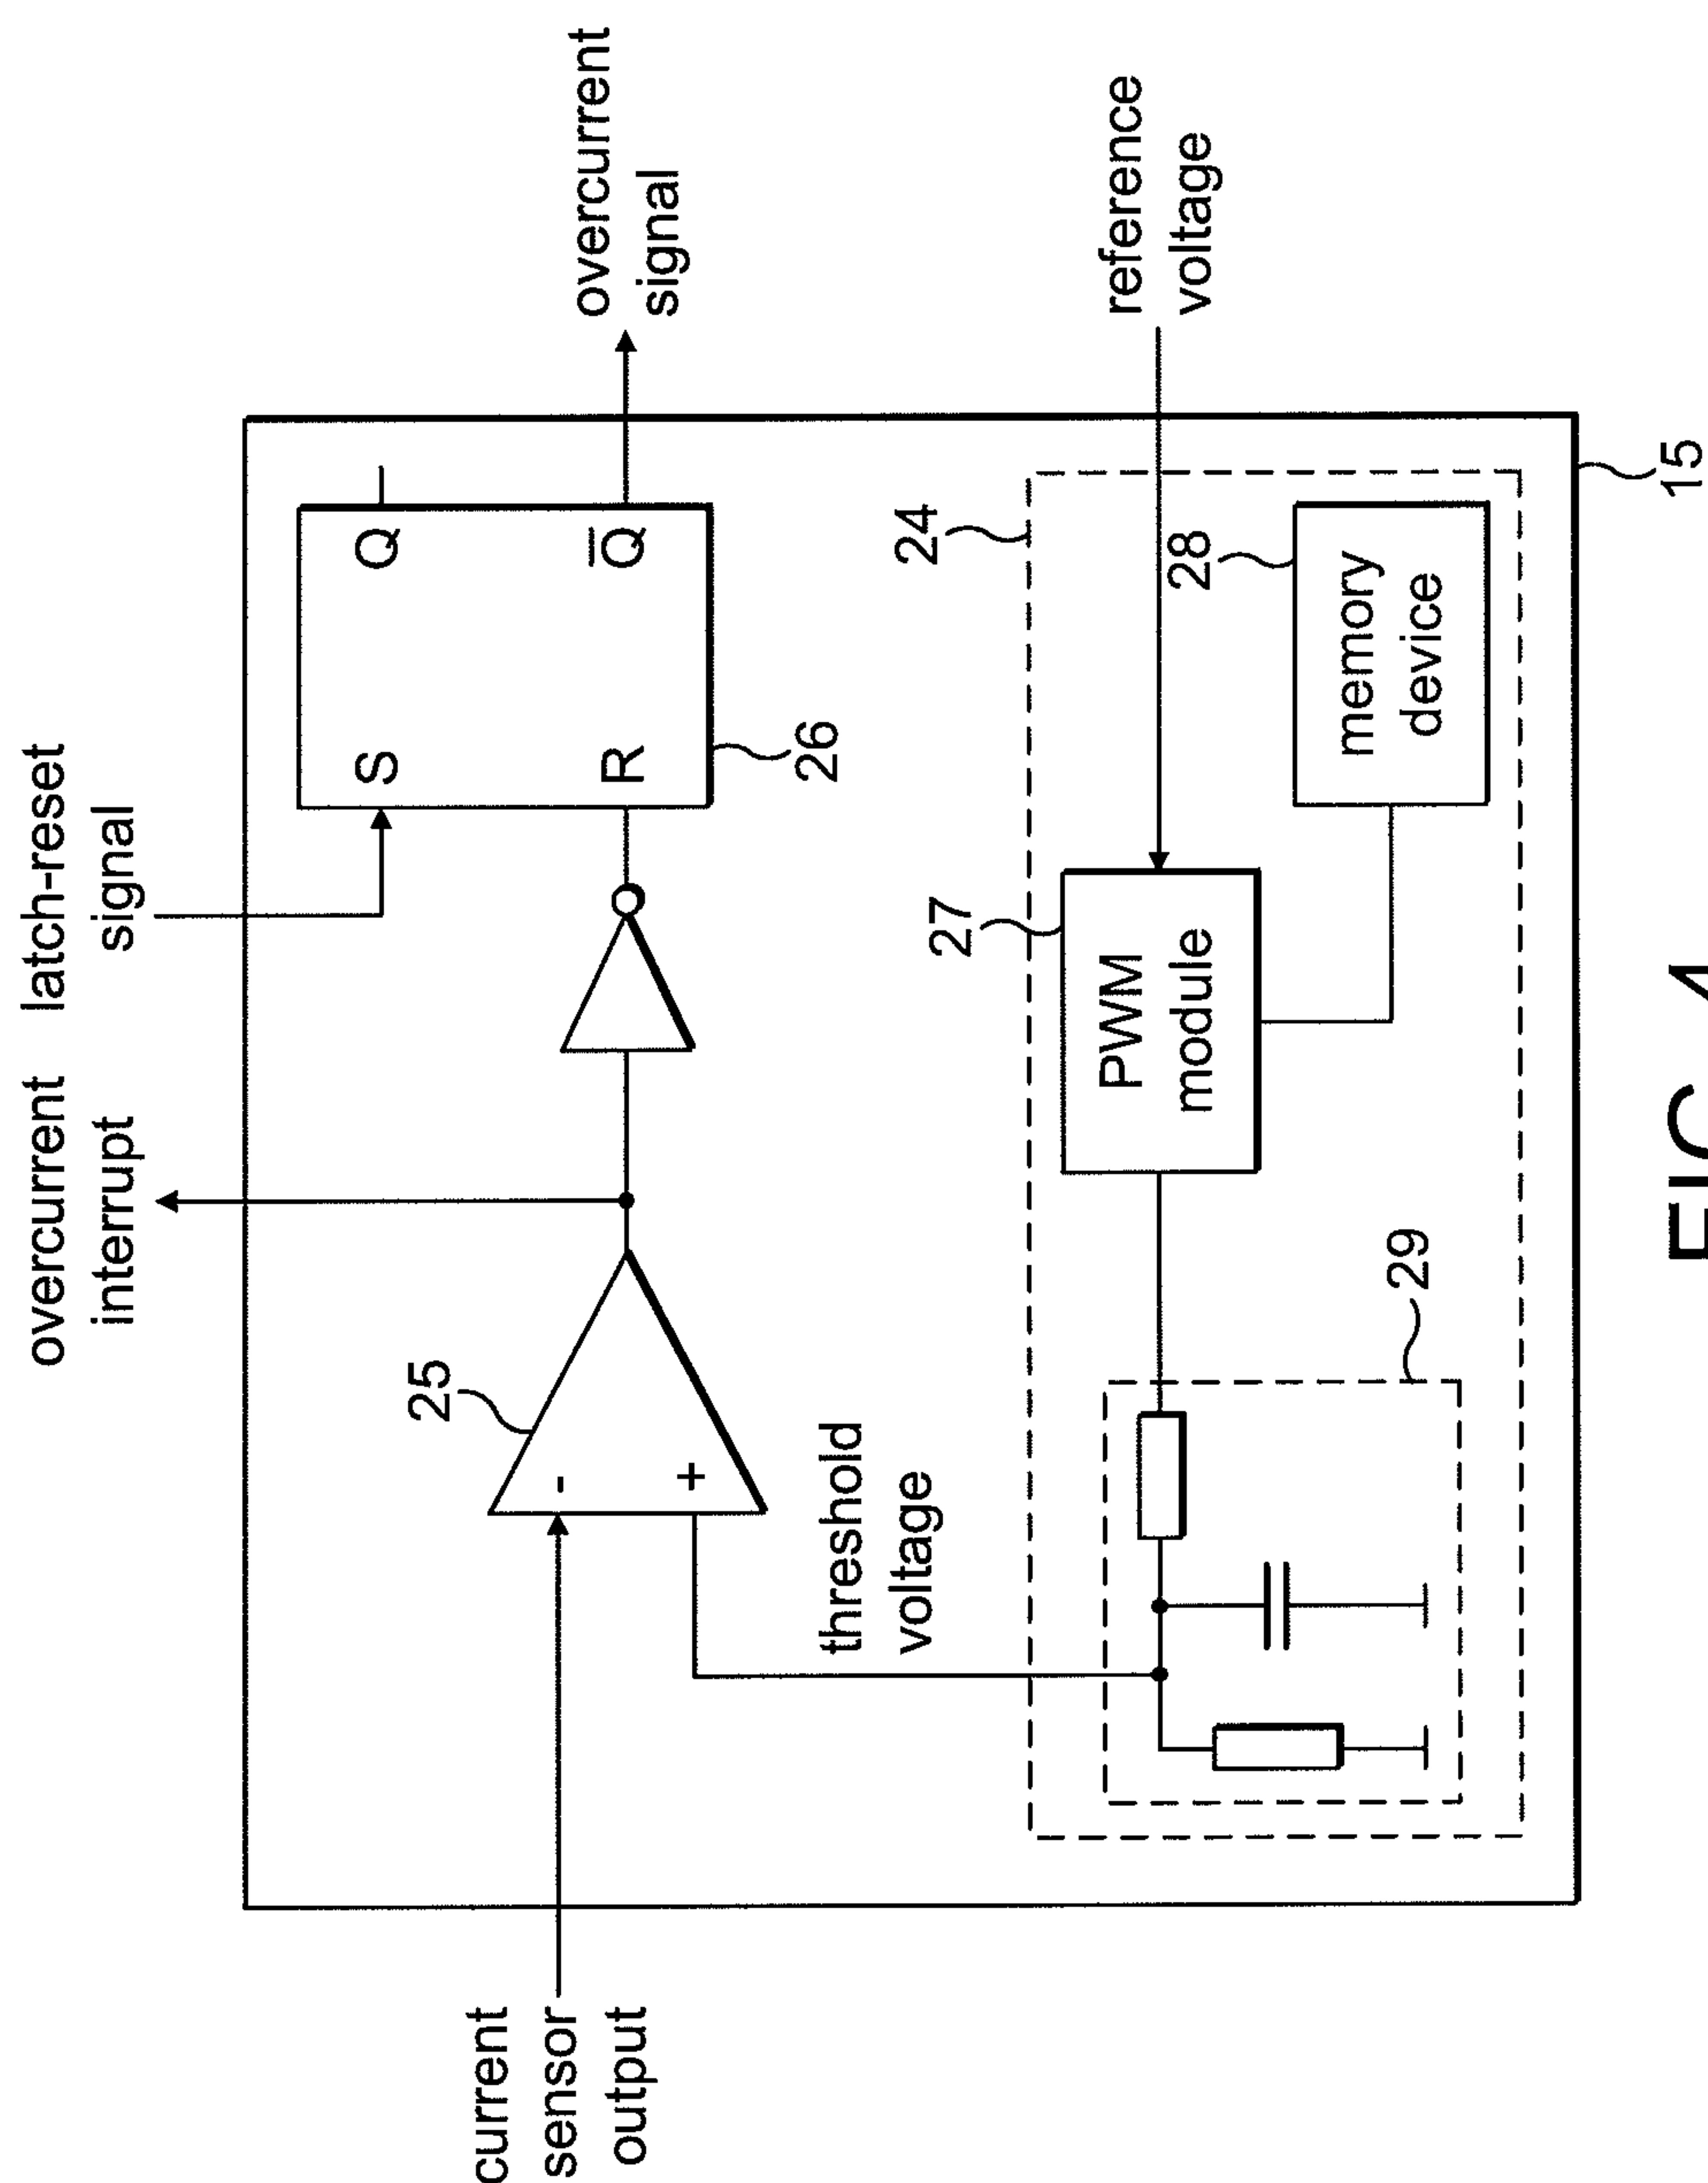 overcurrent
interrupt
latch-reset
signal
current
sensor
output
25
-
+
S
R
Q
Q̅
26
overcurrent
signal
threshold
voltage
24
27
PWM
module
reference
voltage
28
memory
device
29
15
FIG. 4